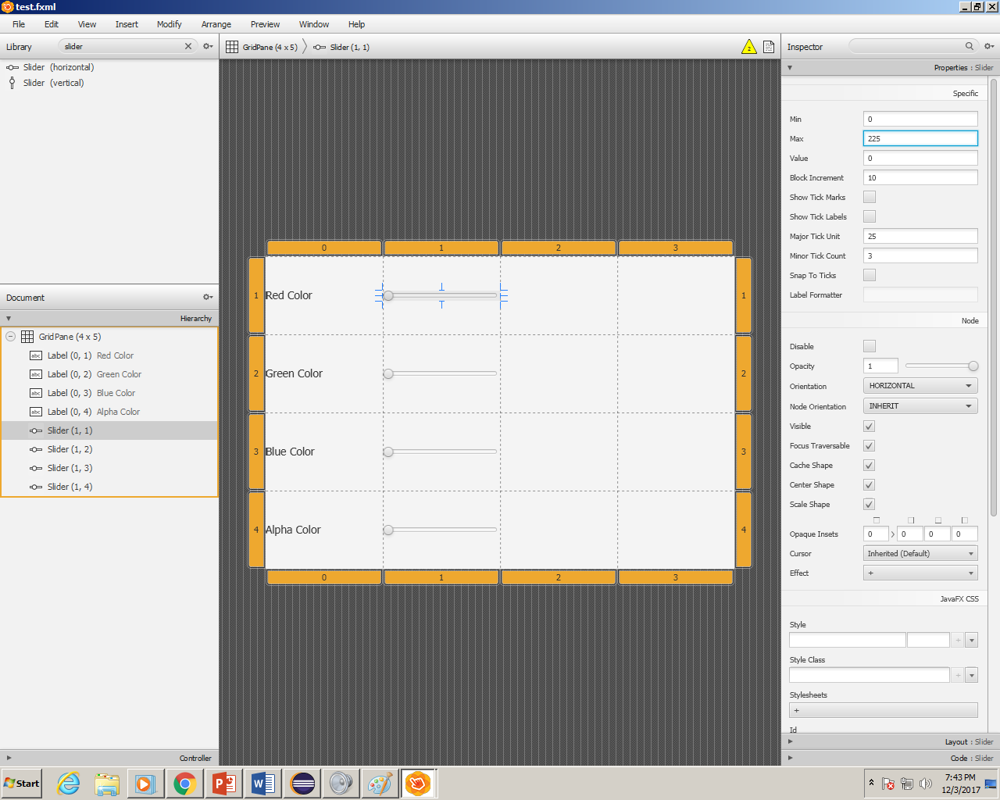 test.fxml
File Edit View Insert Modify Arrange Preview Window Help
Library
slider
Slider (horizontal)
Slider (vertical)
Document
Hierarchy
GridPane (4 x 5)
abc Label (0, 1) Red Color
abc Label (0, 2) Green Color
abc Label (0, 3) Blue Color
abc Label (0, 4) Alpha Color
Slider (1, 1)
Slider (1, 2)
Slider (1, 3)
Slider (1, 4)
Controller
GridPane (4 x 5) Slider (1, 1)
2
0 1 2 3
1 Red Color 1
2 Green Color 2
3 Blue Color 3
4 Alpha Color 4
0 1 2 3
Inspector
Properties : Slider
Specific
Min 0
Max 225
Value 0
Block Increment 10
Show Tick Marks
Show Tick Labels
Major Tick Unit 25
Minor Tick Count 3
Snap To Ticks
Label Formatter
Node
Disable
Opacity 1
Orientation HORIZONTAL
Node Orientation INHERIT
Visible
Focus Traversable
Cache Shape
Center Shape
Scale Shape
Opaque Insets 0 0 0 0
Cursor Inherited (Default)
Effect +
JavaFX CSS
Style
+
Style Class
+
Stylesheets
+
Id
Layout : Slider
Code : Slider
Start
7:43 PM
12/3/2017